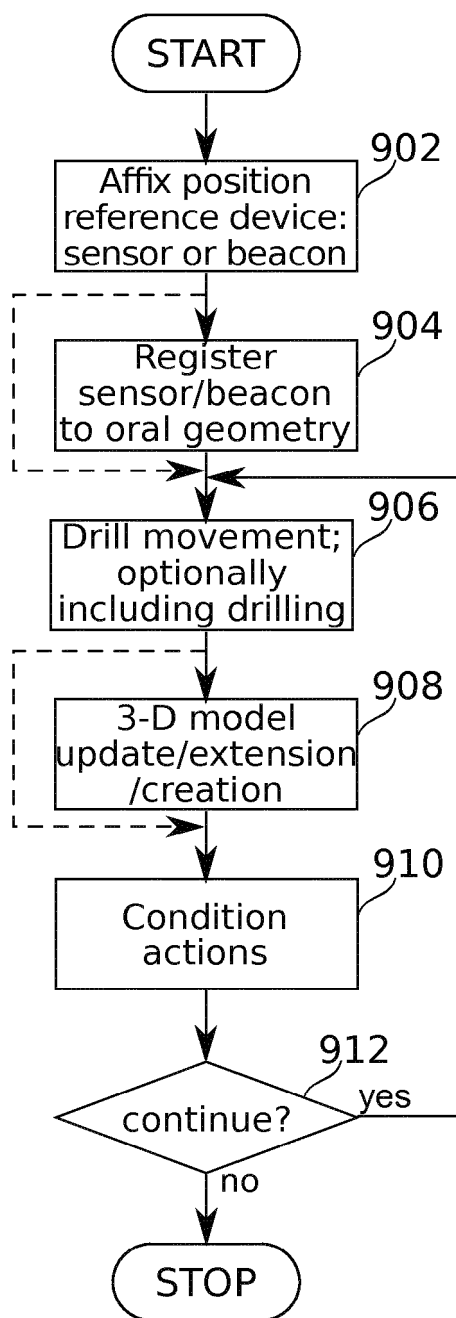 START
902
Affix position
reference device:
sensor or beacon
904
Register
sensor/beacon
to oral geometry
906
Drill movement;
optionally
including drilling
908
3-D model
update/extension
/creation
910
Condition
actions
912
continue?
yes
no
STOP